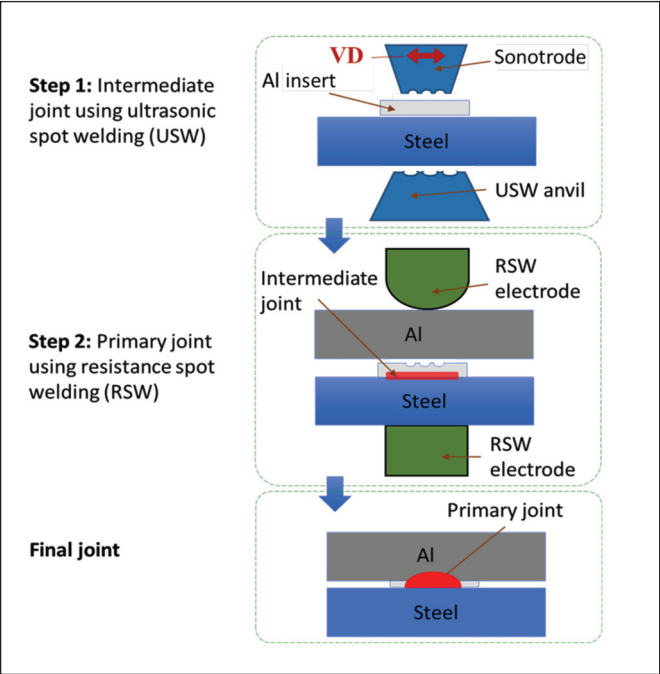 Step 1: Intermediate
joint using ultrasonic
spot welding (USW)
VD
Sonotrode
Al insert
Steel
USW anvil
Step 2: Primary joint
using resistance spot
welding (RSW)
Intermediate
joint
RSW
electrode
Al
Steel
RSW
electrode
Final joint
Primary joint
Al
Steel